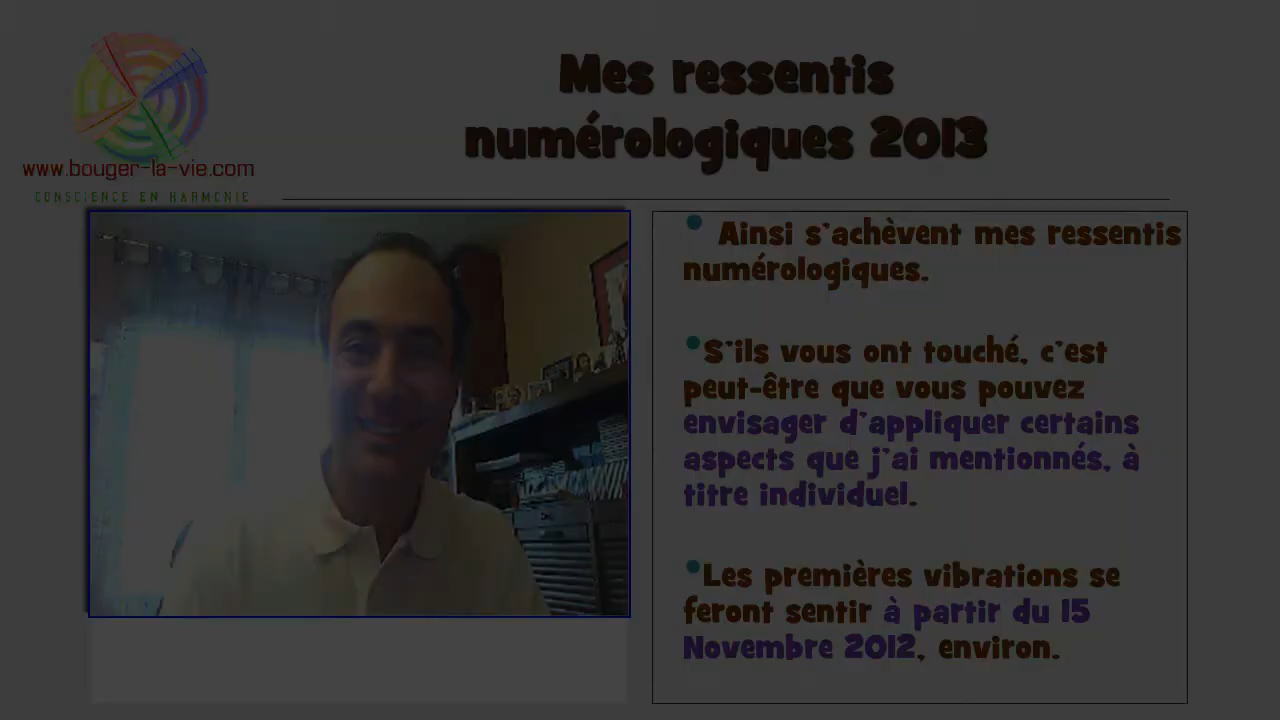 Mes ressentis
numérologiques 2013
www.bouger-la-vie.com
CONSCIENCE EN HARMONIE
• Ainsi s'achèvent mes ressentis
numérologiques.
•S'ils vous ont touché, c'est
peut-être que vous pouvez
envisager d'appliquer certains
aspects que j'ai mentionnés, à
titre individuel.
•Les premières vibrations se
feront sentir à partir du 15
Novembre 2012, environ.